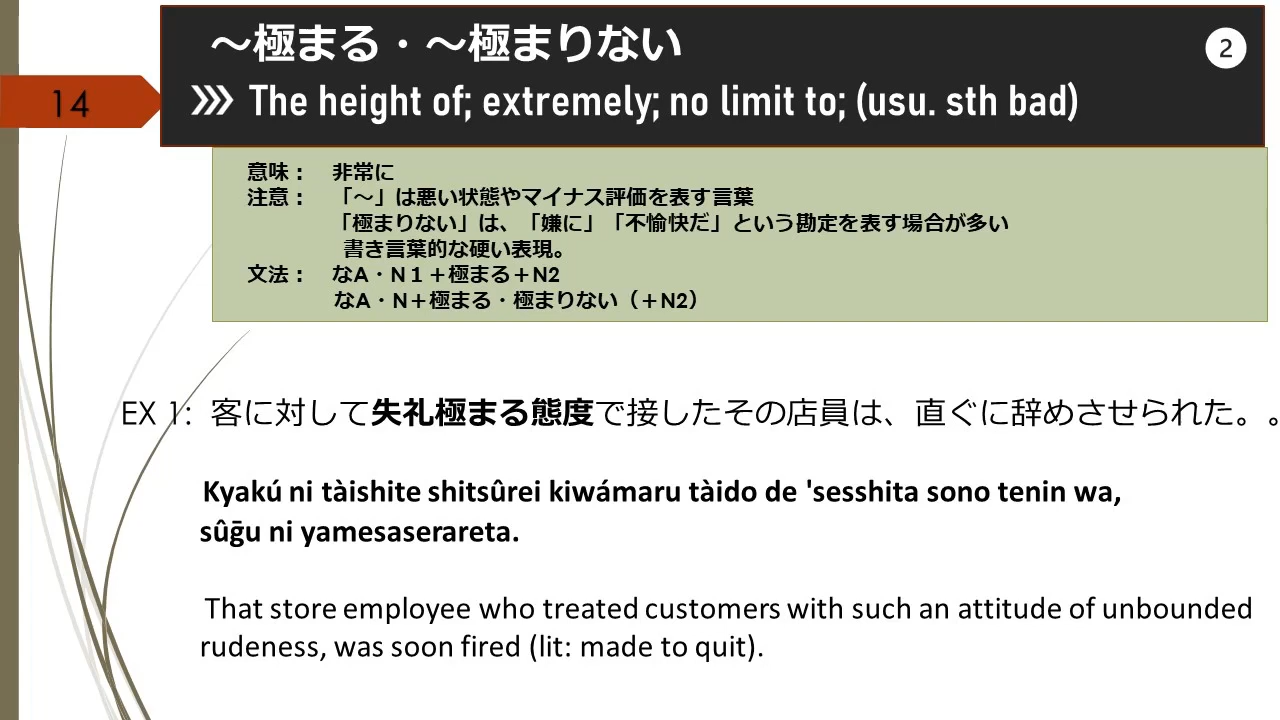 ～極まる・～極まりない
2
14
The height of; extremely; no limit to; (usu. sth bad)
意味： 非常に
注意： 「～」は悪い状態やマイナス評価を表す言葉
「極まりない」は、「嫌に」「不愉快だ」という勘定を表す場合が多い
書き言葉的な硬い表現。
文法： なA・N１＋極まる＋N2
なA・N＋極まる・極まりない（＋N2）
EX 1: 客に対して失礼極まる態度で接したその店員は、直ぐに辞めさせられた。。
Kyakú ni tàishite shitsûrei kiwámaru tàido de 'sesshita sono tenin wa,
sûḡu ni yamesaserareta.
That store employee who treated customers with such an attitude of unbounded
rudeness, was soon fired (lit: made to quit).